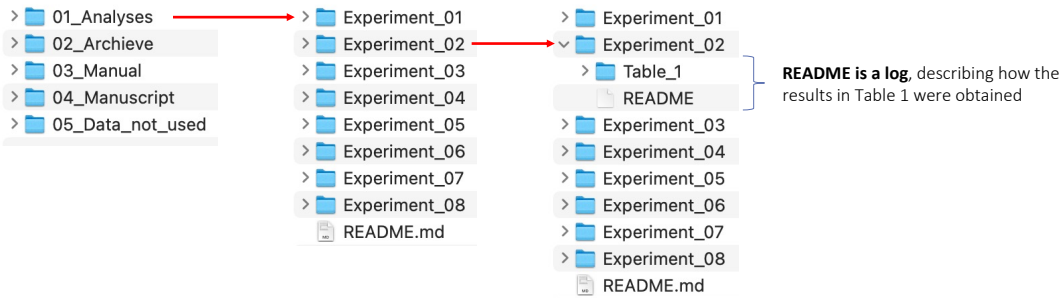 01_Analyses
02_Archieve
03_Manual
04_Manuscript
05_Data_not_used
Experiment_01
Experiment_02
Experiment_03
Experiment_04
Experiment_05
Experiment_06
Experiment_07
Experiment_08
MD
README.md
Experiment_01
Experiment_02
Table_1
README
Experiment_03
Experiment_04
Experiment_05
Experiment_06
Experiment_07
Experiment_08
MD
README.md
README is a log, describing how the
results in Table 1 were obtained